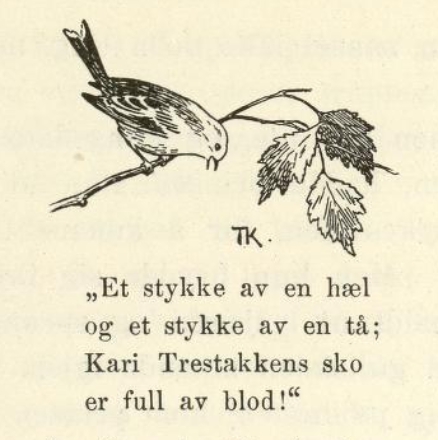 TK.
„Et stykke av en hæl
og et stykke av en tå;
Kari Trestakkens sko
er full av blod!“